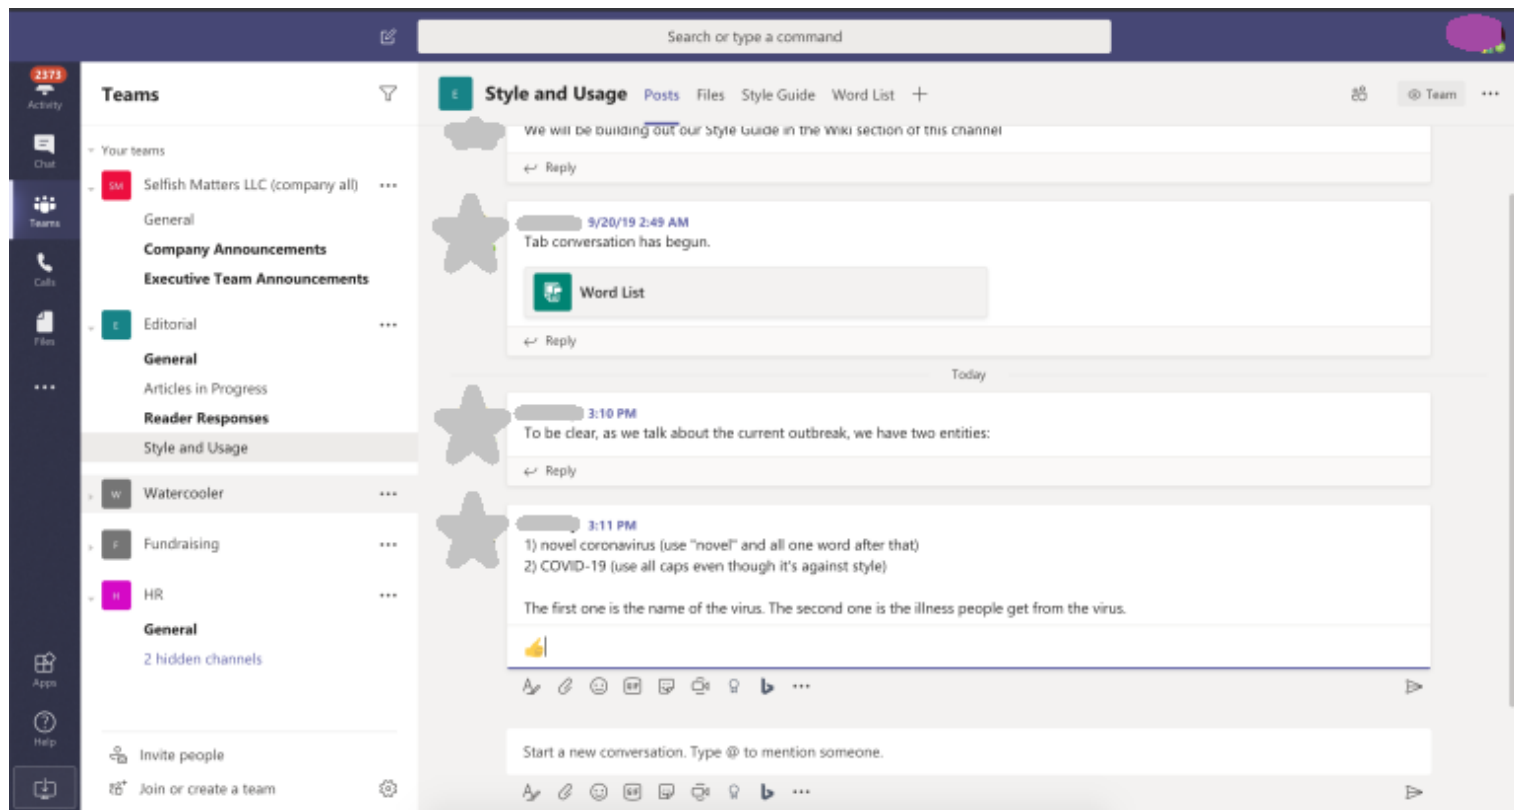 Search or type a command
2373
Activity
Chat
Teams
Calls
Files
Apps
Help
Teams
Your teams
SM Selfish Matters LLC (company all)
General
Company Announcements
Executive Team Announcements
E Editorial
General
Articles in Progress
Reader Responses
Style and Usage
W Watercooler
F Fundraising
H HR
General
2 hidden channels
Invite people
Join or create a team
E Style and Usage Posts Files Style Guide Word List +
Team
We will be building out our Style Guide in the Wiki section of this channel
Reply
9/20/19 2:49 AM
Tab conversation has begun.
Word List
Reply
Today
3:10 PM
To be clear, as we talk about the current outbreak, we have two entities:
Reply
3:11 PM
1) novel coronavirus (use "novel" and all one word after that)
2) COVID-19 (use all caps even though it's against style)
The first one is the name of the virus. The second one is the illness people get from the virus.
👍
GIF
Start a new conversation. Type @ to mention someone.
GIF